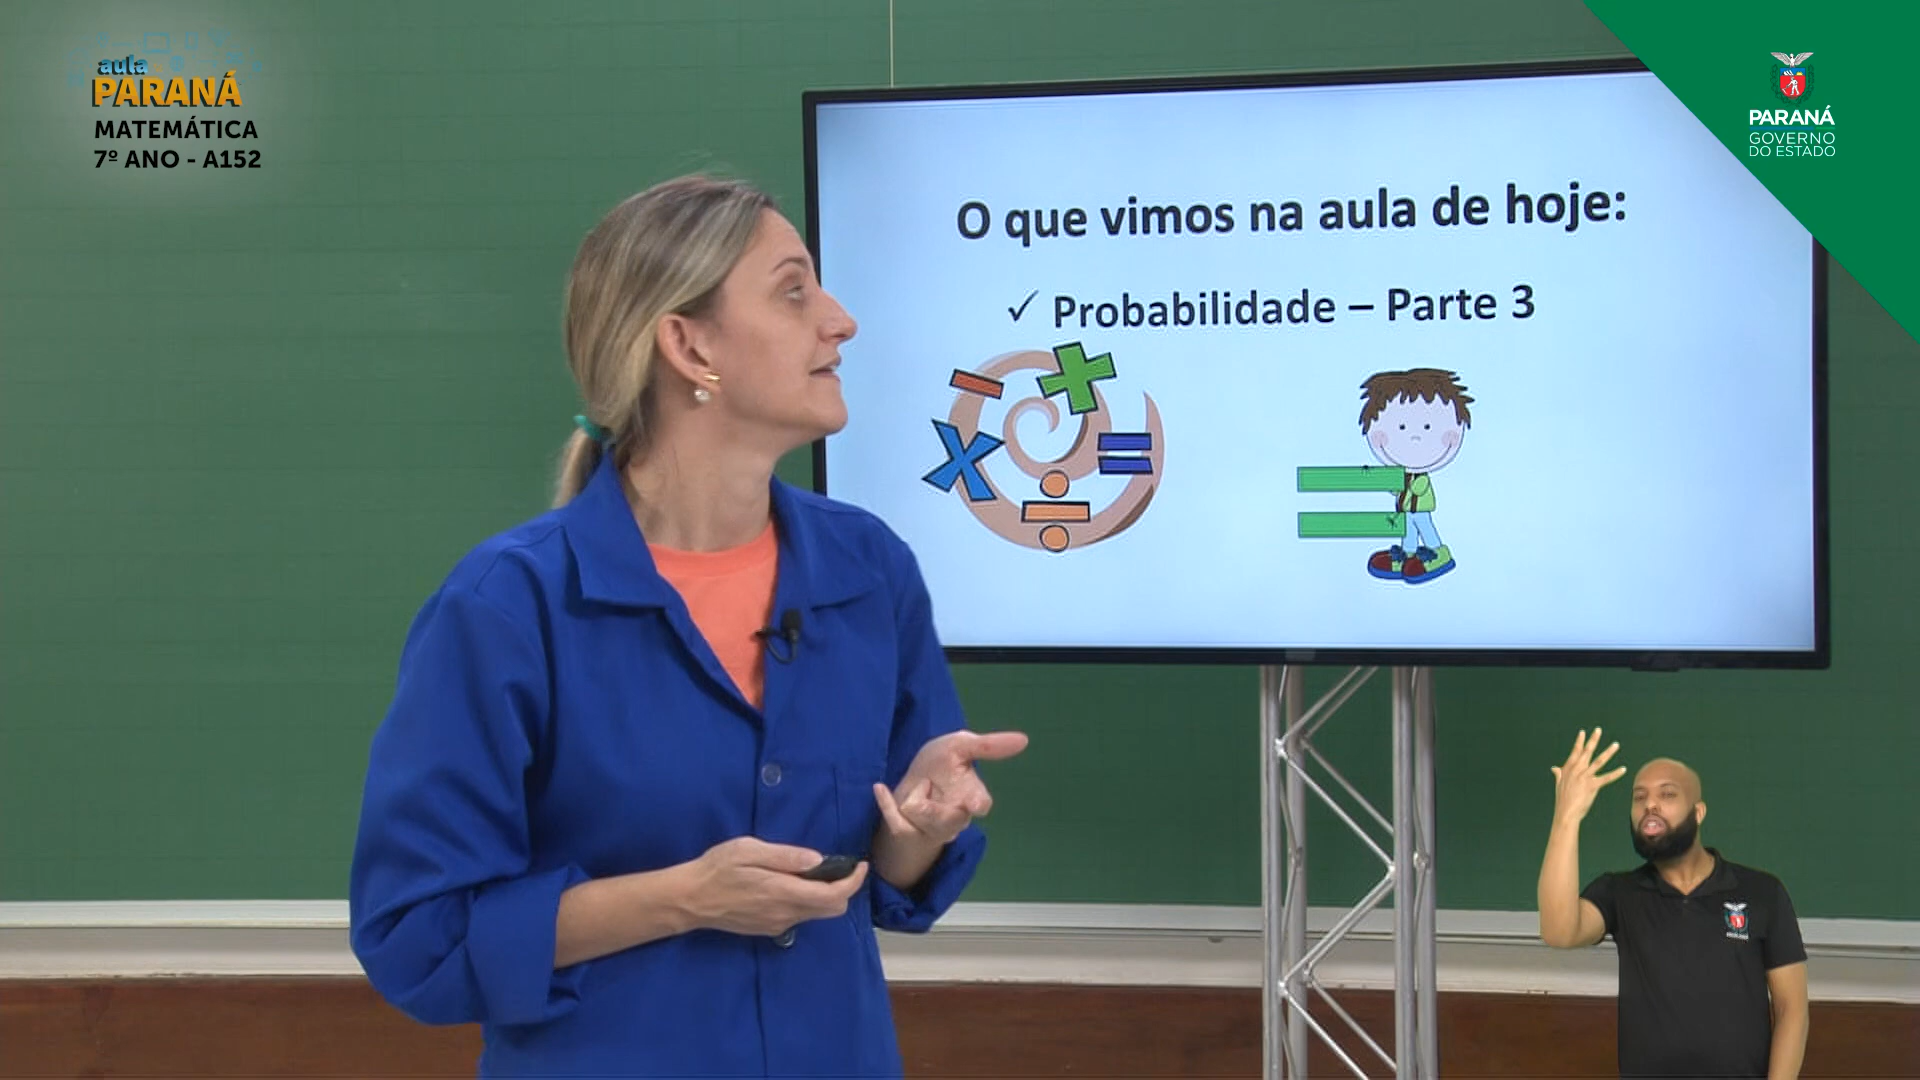 aula
PARANÁ
MATEMÁTICA
7º ANO - A152
PARANÁ
GOVERNO
DO ESTADO
O que vimos na aula de hoje:
✓ Probabilidade – Parte 3